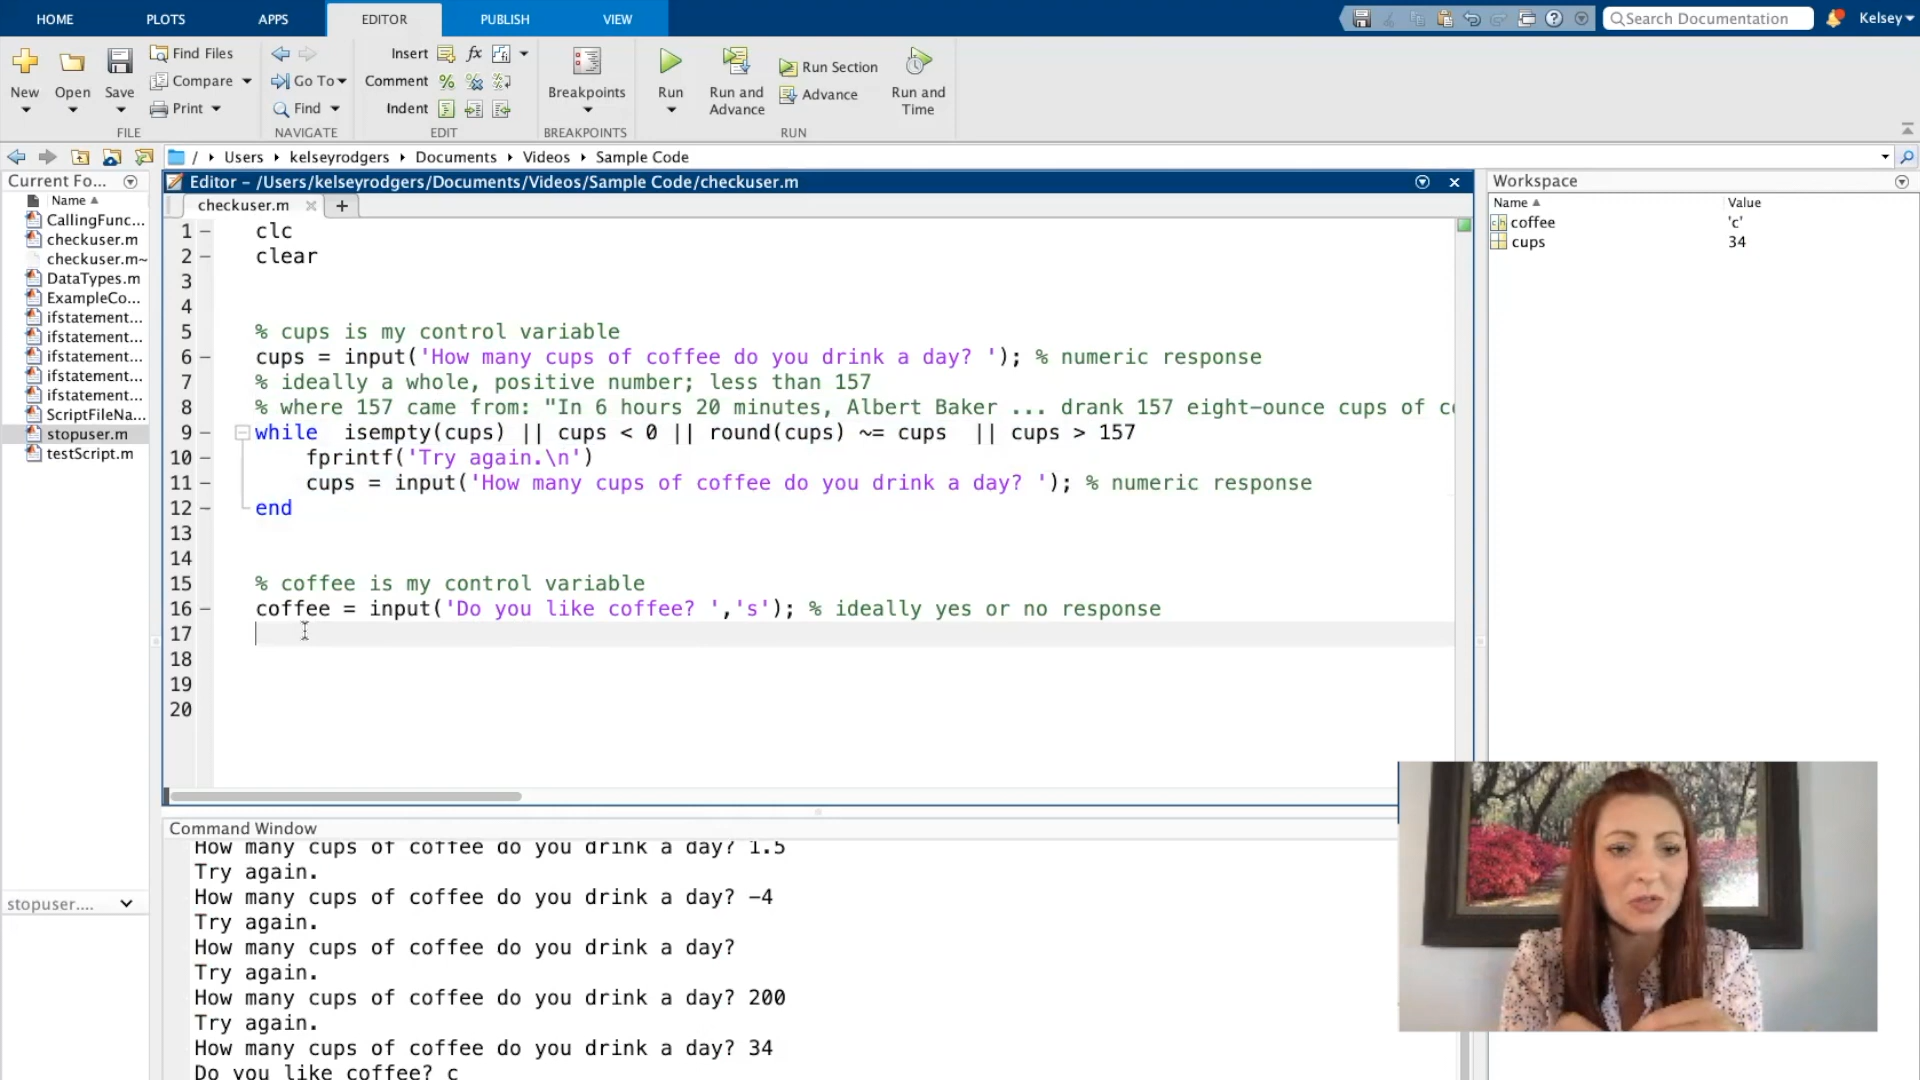 HOME PLOTS APPS EDITOR PUBLISH VIEW Search Documentation Kelsey
New Open Save Find Files Compare Print Go To Find Insert fx Comment Indent Breakpoints Run Run and Advance Run Section Advance Run and Time
FILE NAVIGATE EDIT BREAKPOINTS RUN
/ Users kelseyrodgers Documents Videos Sample Code
Current Fo...
Name
CallingFunc...
checkuser.m
checkuser.m~
DataTypes.m
ExampleCo...
ifstatement...
ifstatement...
ifstatement...
ifstatement...
ifstatement...
ScriptFileNa...
stopuser.m
testScript.m
stopuser....
Editor - /Users/kelseyrodgers/Documents/Videos/Sample Code/checkuser.m
checkuser.m
1 clc
2 clear
3
4
5 % cups is my control variable
6 cups = input('How many cups of coffee do you drink a day? '); % numeric response
7 % ideally a whole, positive number; less than 157
8 % where 157 came from: "In 6 hours 20 minutes, Albert Baker ... drank 157 eight-ounce cups of
9 while isempty(cups) || cups < 0 || round(cups) ~= cups || cups > 157
10 fprintf('Try again.\n')
11 cups = input('How many cups of coffee do you drink a day? '); % numeric response
12 end
13
14
15 % coffee is my control variable
16 coffee = input('Do you like coffee? ','s'); % ideally yes or no response
17
18
19
20
Command Window
How many cups of coffee do you drink a day? 1.5
Try again.
How many cups of coffee do you drink a day? -4
Try again.
How many cups of coffee do you drink a day?
Try again.
How many cups of coffee do you drink a day? 200
Try again.
How many cups of coffee do you drink a day? 34
Do you like coffee? c
Workspace
Name Value
coffee 'c'
cups 34